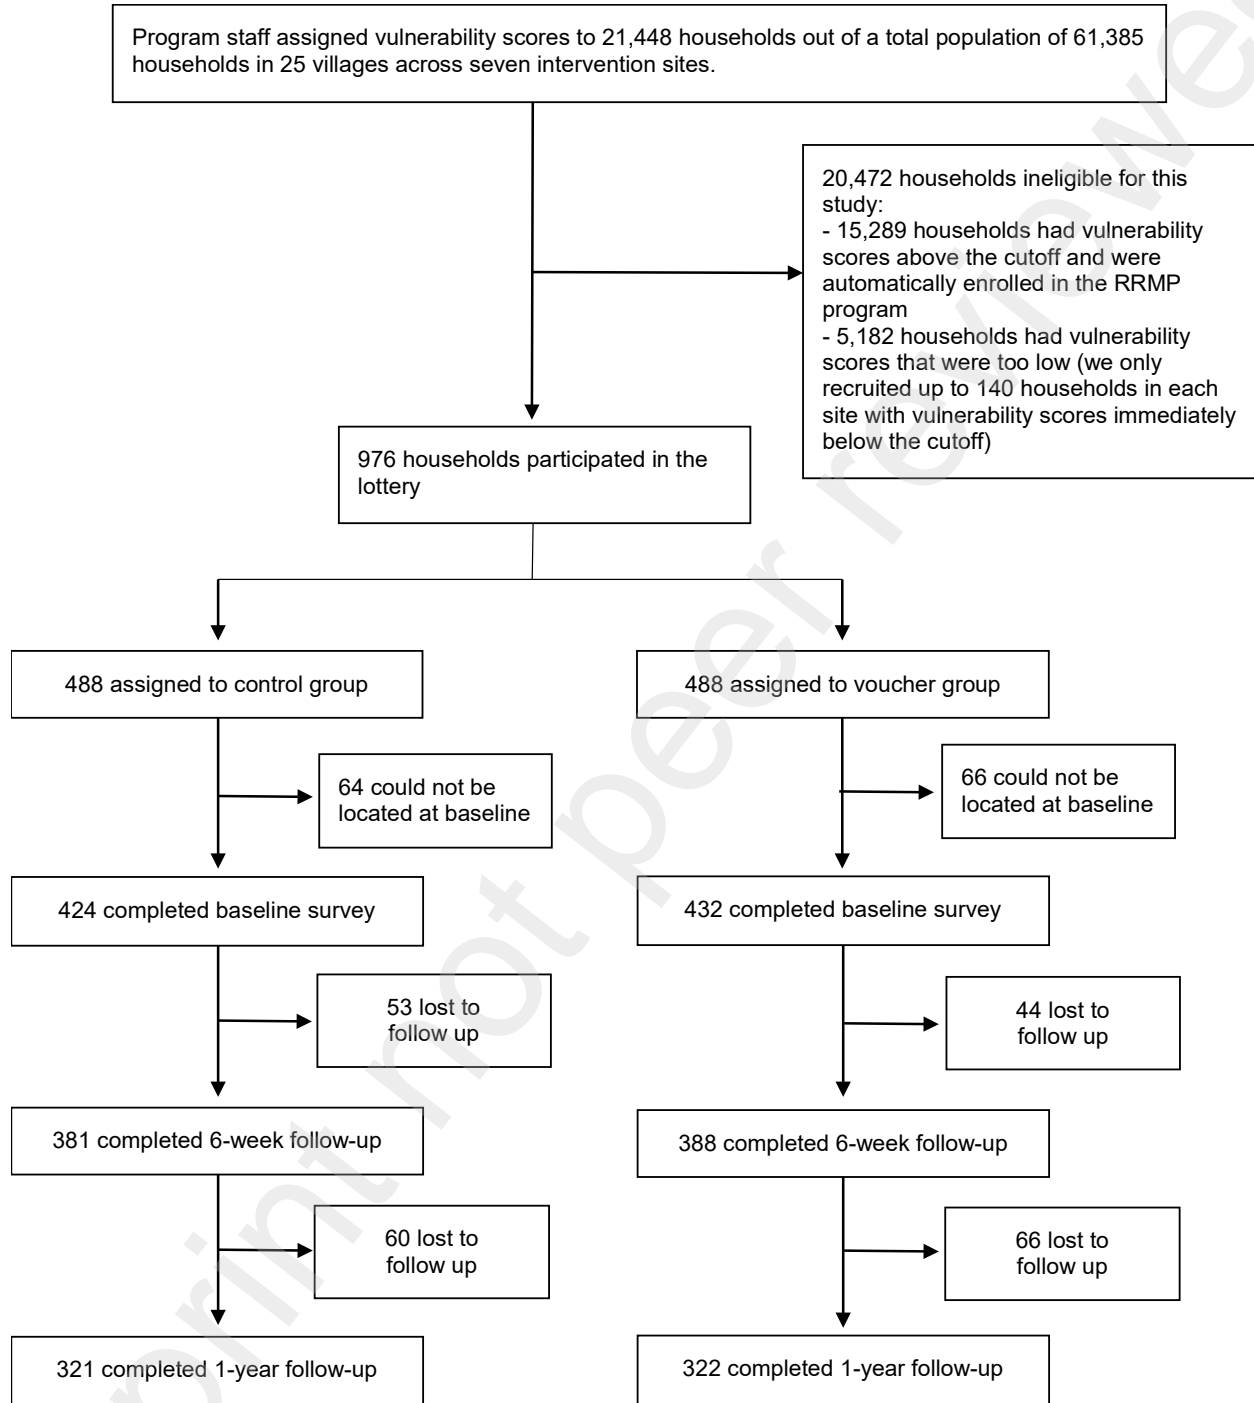 Program staff assigned vulnerability scores to 21,448 households out of a total population of 61,385
households in 25 villages across seven intervention sites.
20,472 households ineligible for this
study:
- 15,289 households had vulnerability
scores above the cutoff and were
automatically enrolled in the RRMP
program
- 5,182 households had vulnerability
scores that were too low (we only
recruited up to 140 households in each
site with vulnerability scores immediately
below the cutoff)
976 households participated in the
lottery
488 assigned to control group
488 assigned to voucher group
64 could not be
located at baseline
66 could not be
located at baseline
424 completed baseline survey
432 completed baseline survey
53 lost to
follow up
44 lost to
follow up
381 completed 6-week follow-up
388 completed 6-week follow-up
60 lost to
follow up
66 lost to
follow up
321 completed 1-year follow-up
322 completed 1-year follow-up
print not peer reviewe